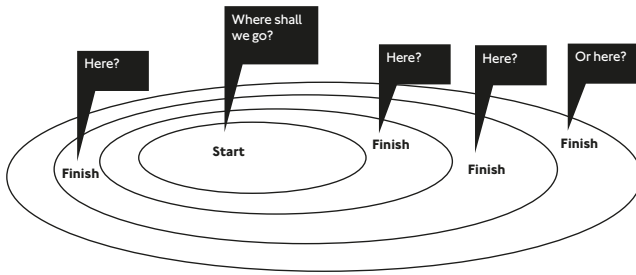 Where shall
we go?
Here?
Here?
Here?
Or here?
Start
Finish
Finish
Finish
Finish